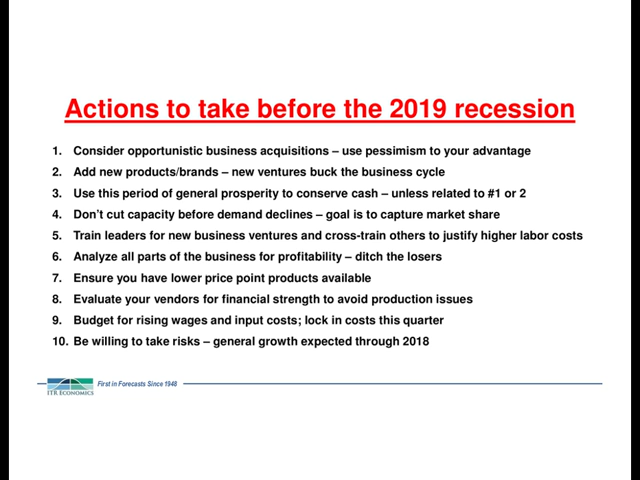 Actions to take before the 2019 recession
1. Consider opportunistic business acquisitions – use pessimism to your advantage
2. Add new products/brands – new ventures buck the business cycle
3. Use this period of general prosperity to conserve cash – unless related to #1 or 2
4. Don't cut capacity before demand declines – goal is to capture market share
5. Train leaders for new business ventures and cross-train others to justify higher labor costs
6. Analyze all parts of the business for profitability – ditch the losers
7. Ensure you have lower price point products available
8. Evaluate your vendors for financial strength to avoid production issues
9. Budget for rising wages and input costs; lock in costs this quarter
10. Be willing to take risks – general growth expected through 2018
First in Forecasts Since 1948
ITR ECONOMICS